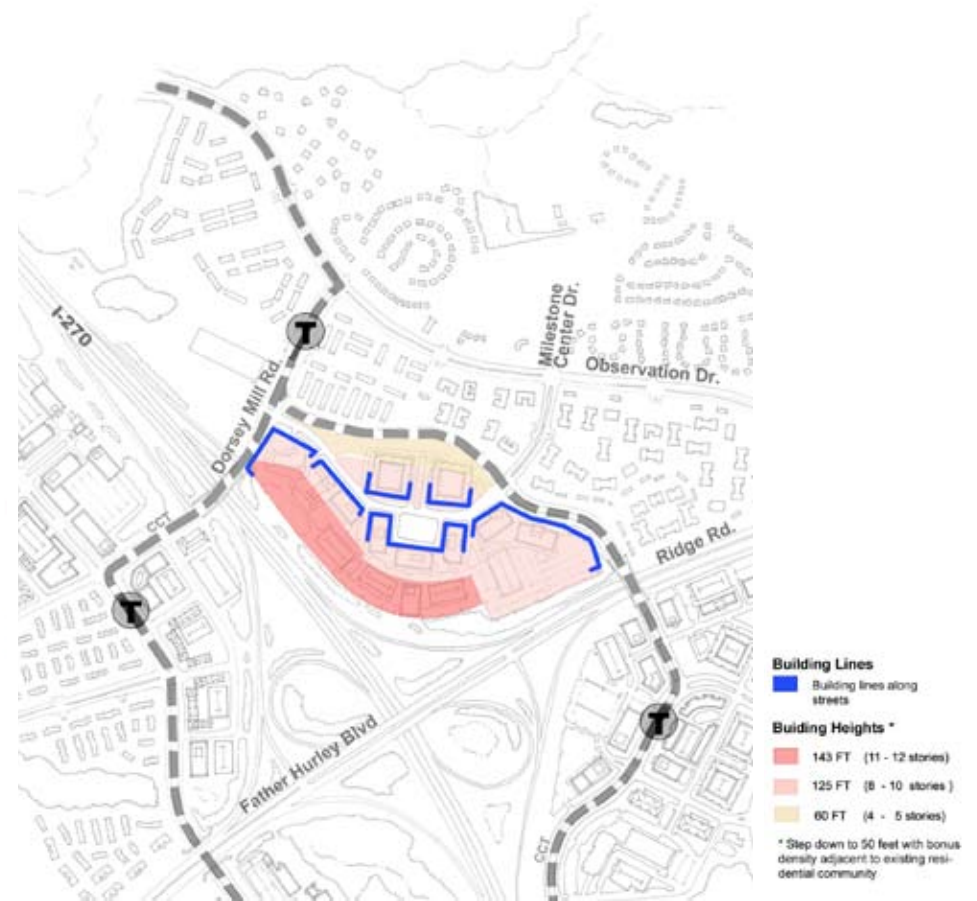 I-270
T
Dorsey Mill Rd.
Milestone
Center Dr.
Observation Dr.
CCT
T
Ridge Rd.
T
Father Hurley Blvd
CCT
Building Lines
Building lines along
streets
Buiding Heights *
143 FT (11 - 12 stories)
125 FT (8 - 10 stories )
60 FT (4 - 5 stories)
* Step down to 50 feet with bonus
density adjacent to existing resi-
dential community